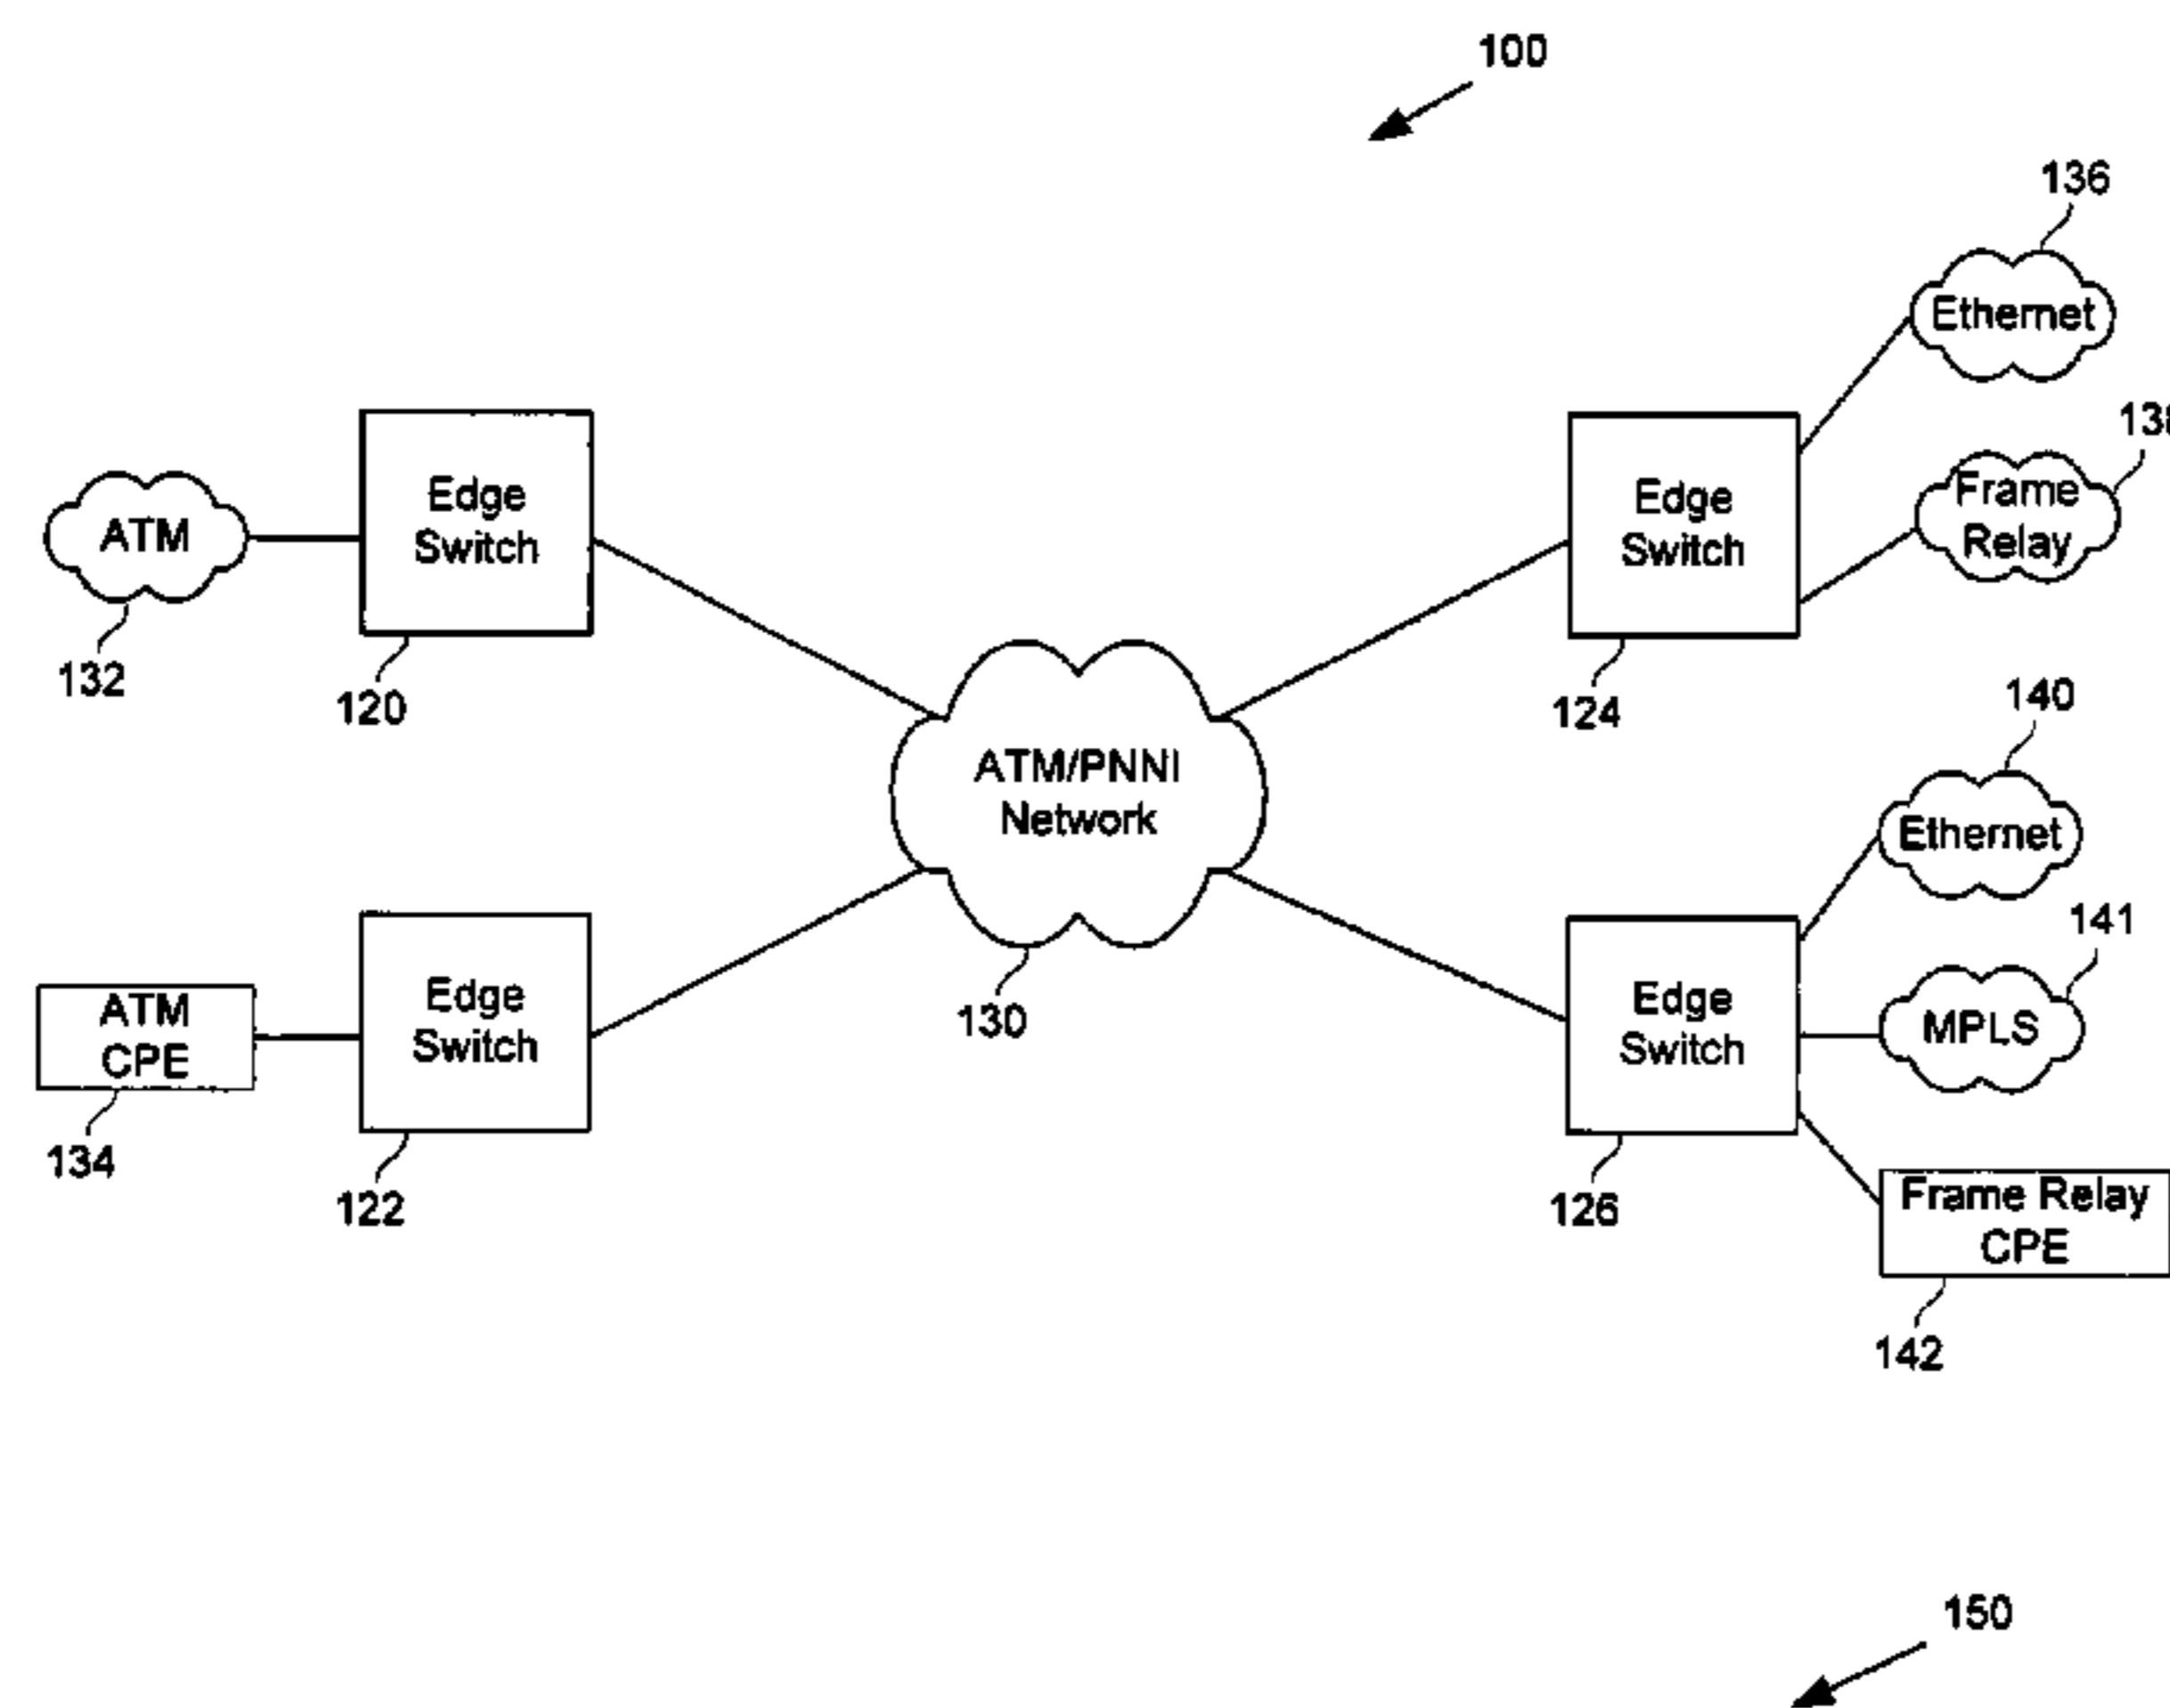 100
136
Ethernet
Edge
Switch
ATM
132
120
Edge
Switch
124
Frame
Relay
ATM/PNNI
Network
130
140
Ethernet
141
MPLS
ATM
CPE
134
Edge
Switch
122
Edge
Switch
126
Frame Relay
CPE
142
150